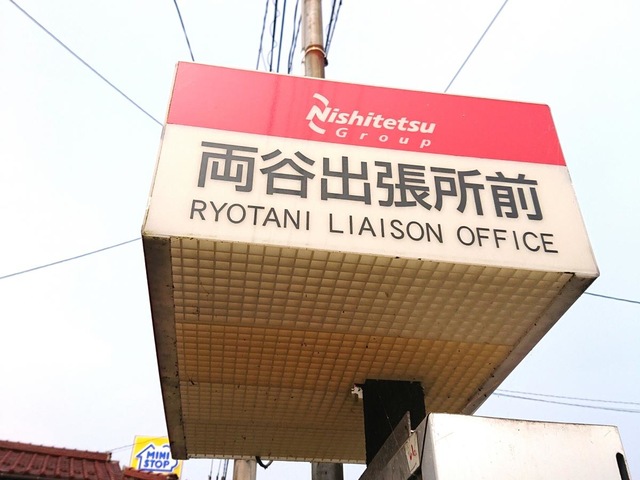 Nishitetsu
Group
両谷出張所前
RYOTANI LIAISON OFFICE
MINI
STOP